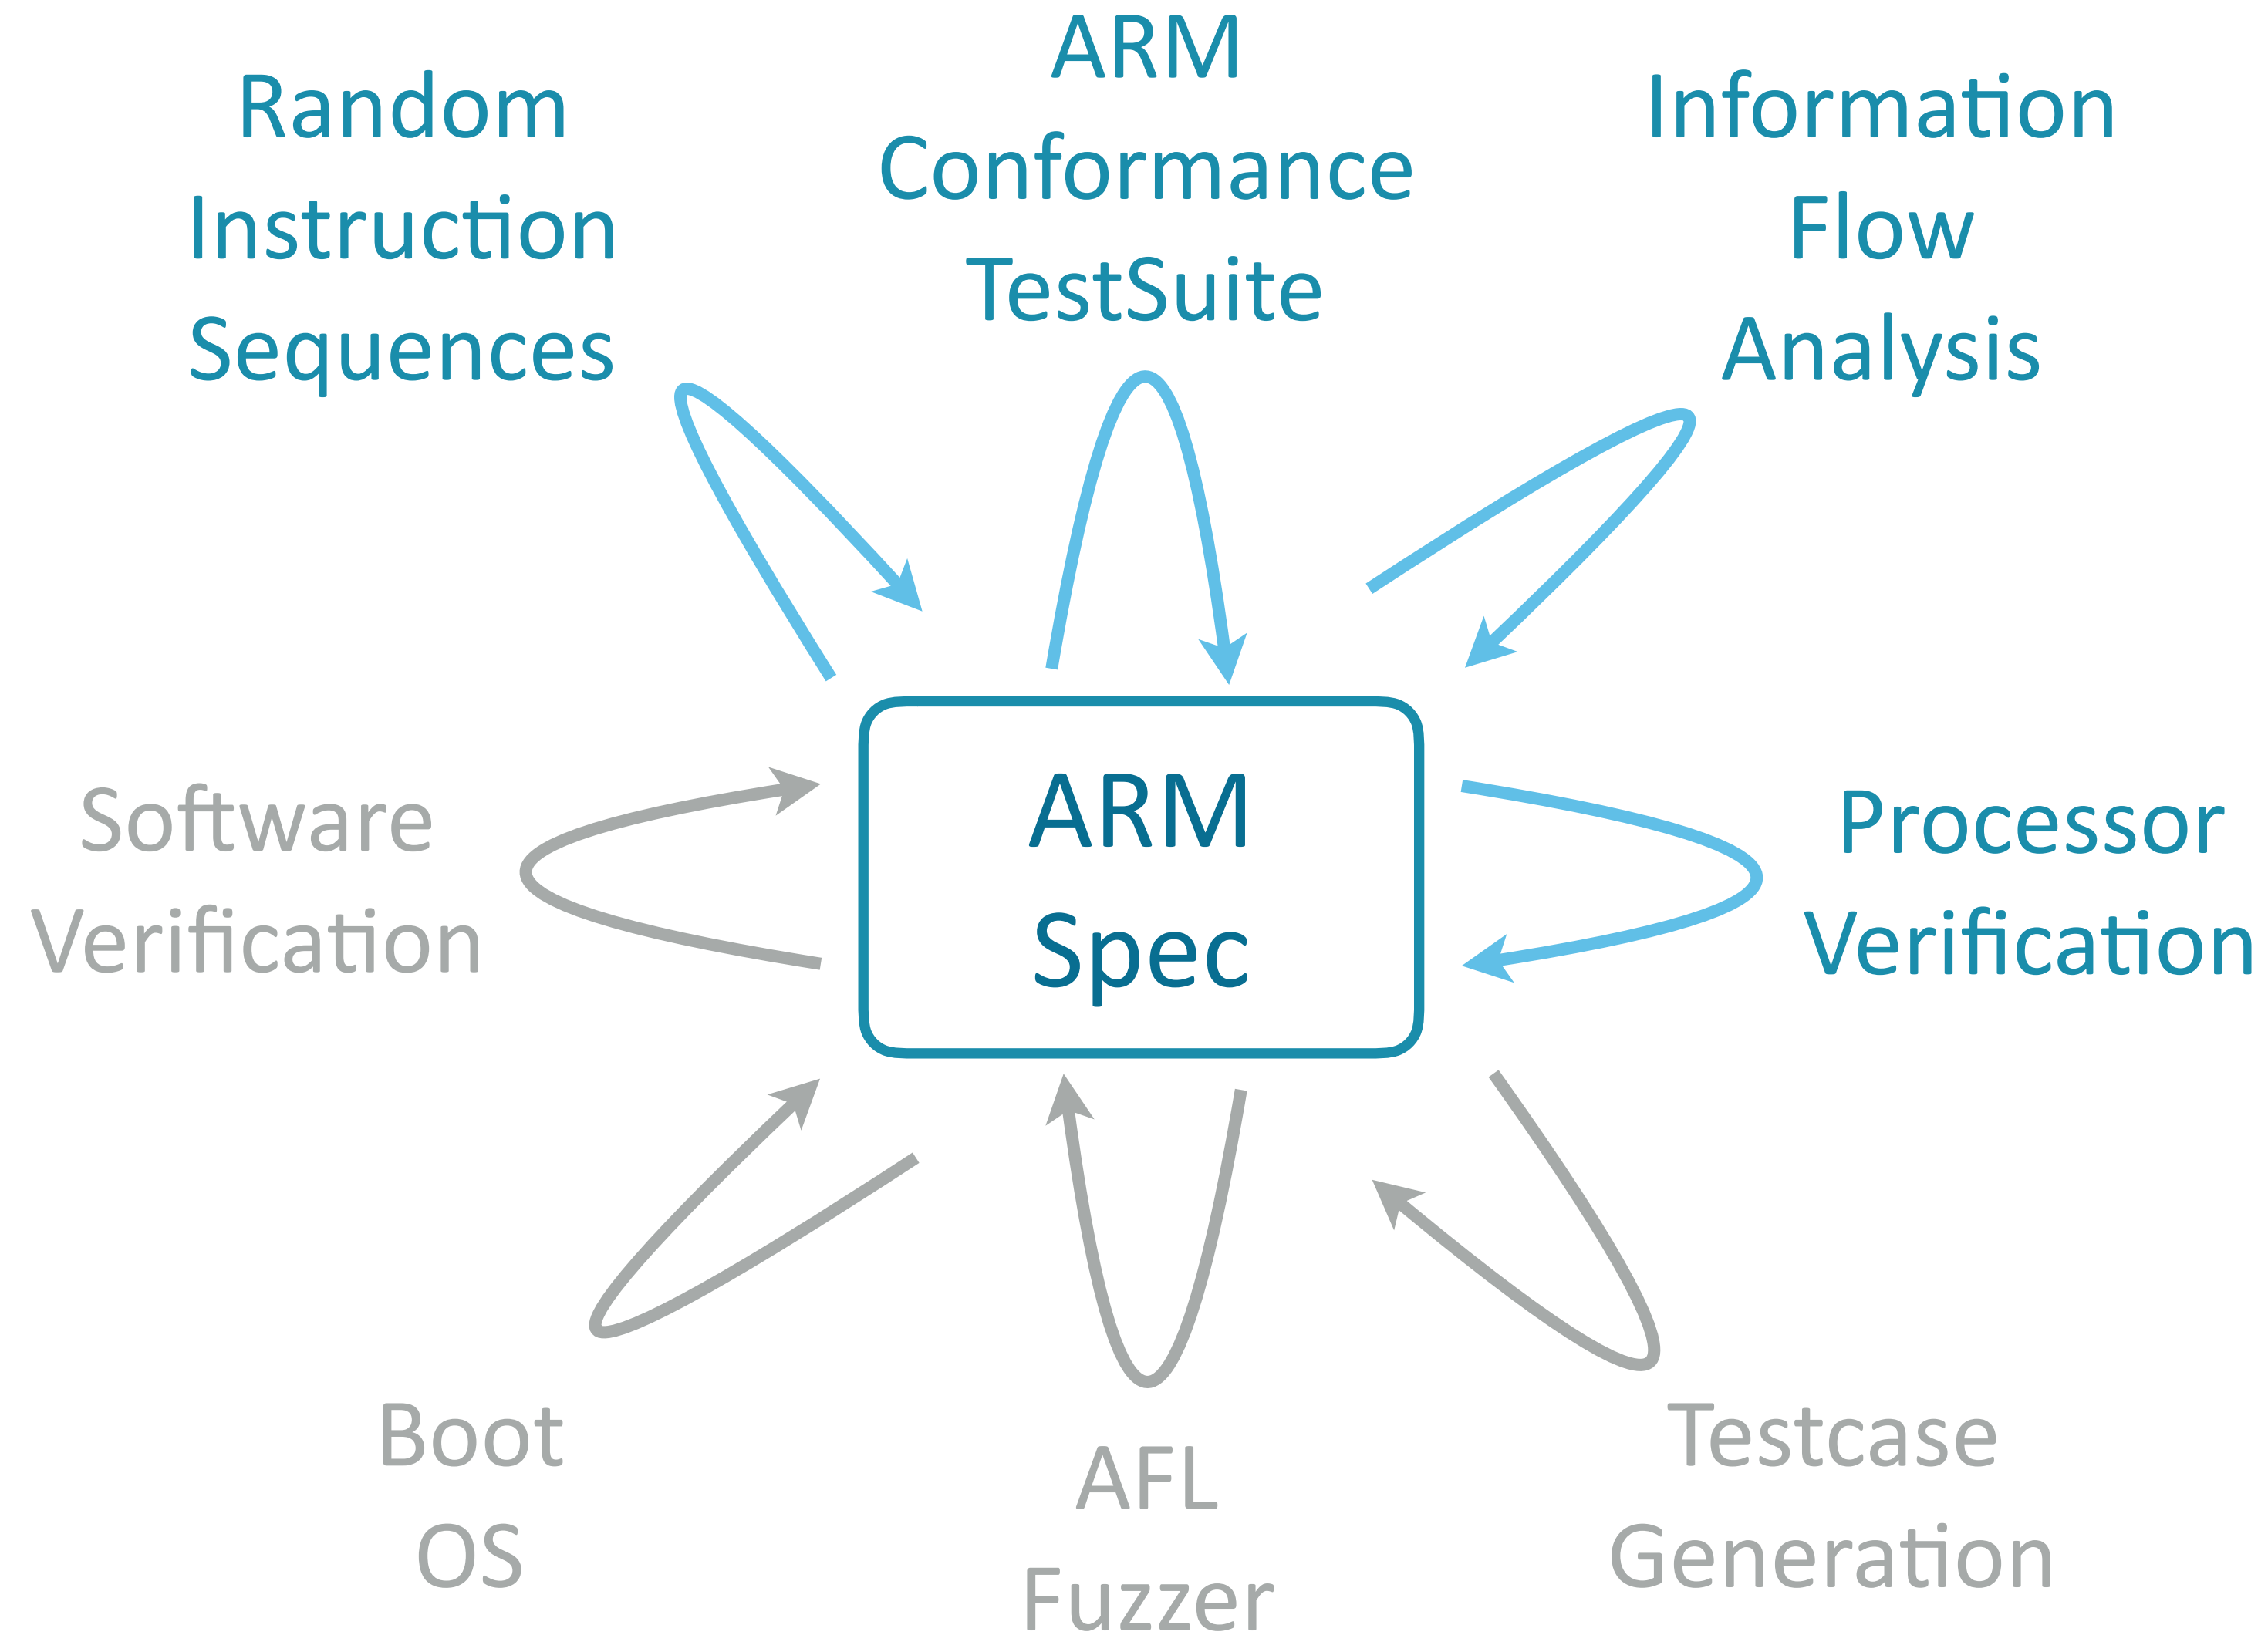 Random
Instruction
Sequences
ARM
Conformance
TestSuite
Information
Flow
Analysis
Software
Verification
ARM
Spec
Processor
Verification
Boot
OS
AFL
Fuzzer
Testcase
Generation